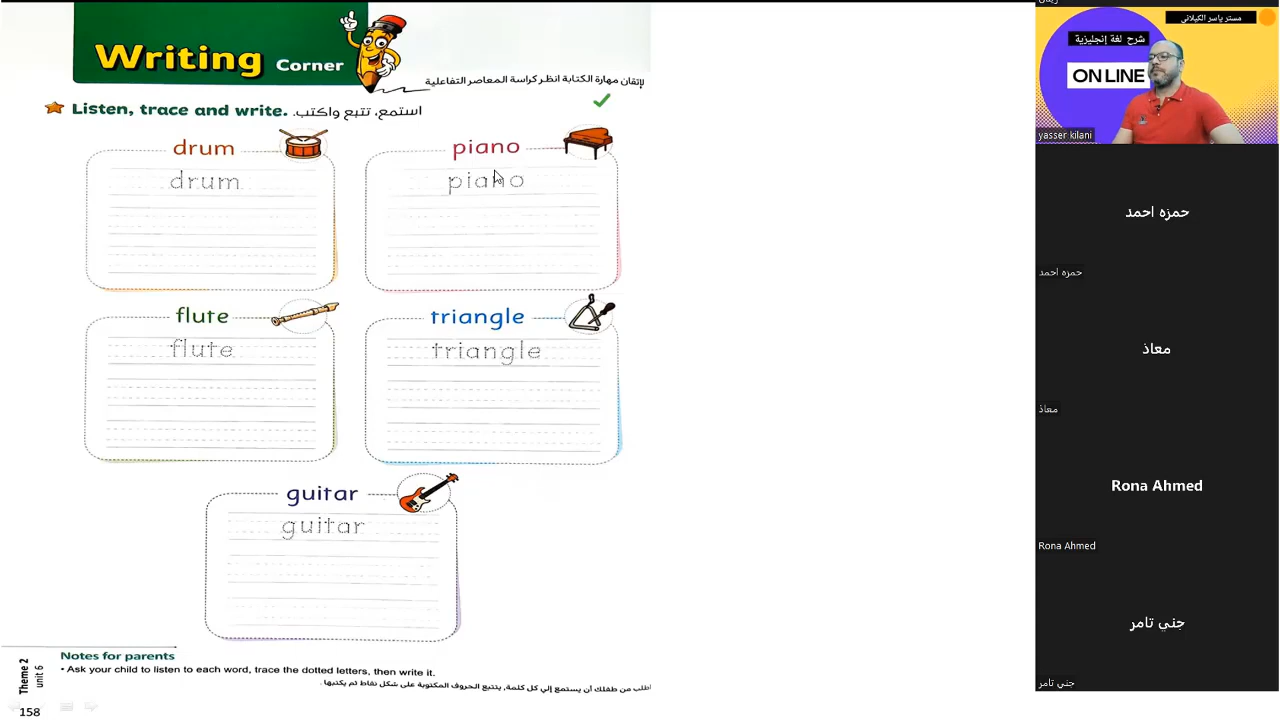 Writing Corner
لإتقان مهارة الكتابة انظر كراسة المعاصر التفاعلية
Listen, trace and write. استمع، تتبع واكتب.
drum
drum
piano
piano
flute
flute
triangle
triangle
guitar
guitar
Notes for parents
• Ask your child to listen to each word, trace the dotted letters, then write it.
اطلب من طفلك أن يستمع إلي كل كلمة, يتتبع الحروف المكتوبة على شكل نقاط ثم يكتبها .
Theme 2
unit 6
158
مستر ياسر الكيلاني
شرح لغة إنجليزية
ON LINE
yasser kilani
حمزه احمد
حمزه احمد
معاذ
معاذ
Rona Ahmed
Rona Ahmed
جني تامر
جني تامر